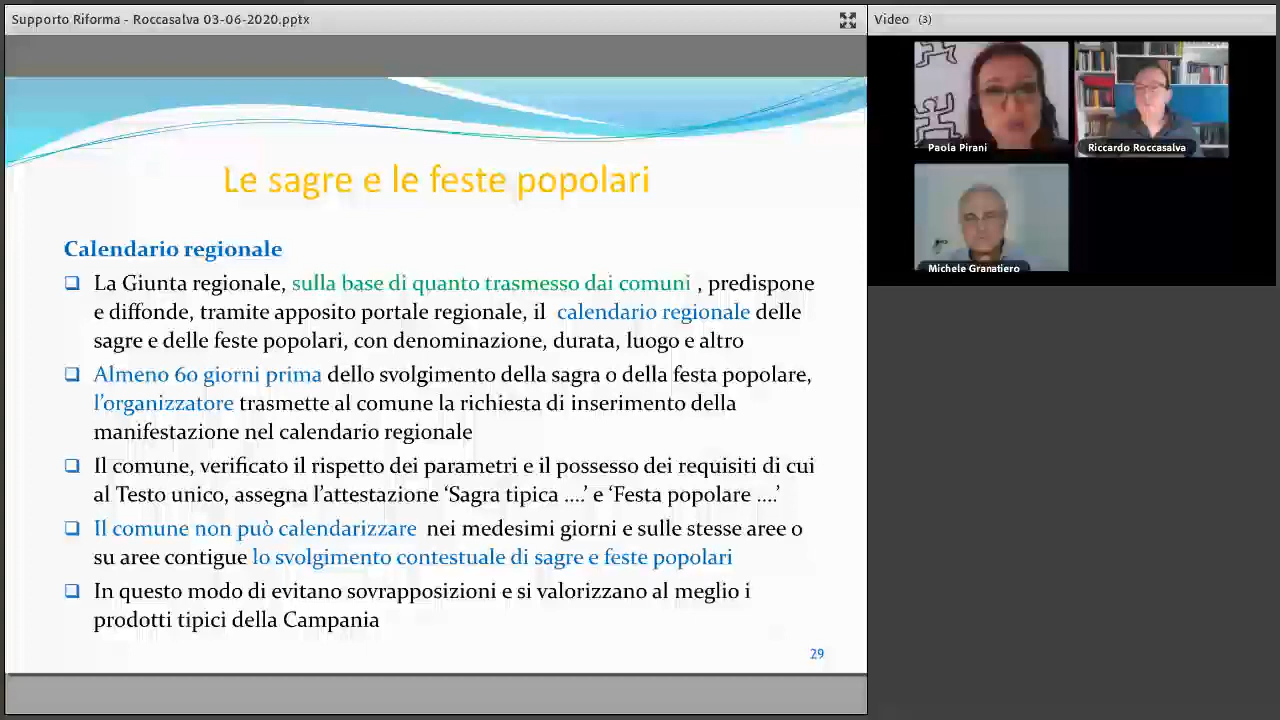 Supporto Riforma - Roccasalva 03-06-2020.pptx
Video (3)
Paola Pirani
Riccardo Roccasalva
Michele Granatiero
Le sagre e le feste popolari
Calendario regionale
❑ La Giunta regionale, sulla base di quanto trasmesso dai comuni , predispone
e diffonde, tramite apposito portale regionale, il calendario regionale delle
sagre e delle feste popolari, con denominazione, durata, luogo e altro
❑ Almeno 60 giorni prima dello svolgimento della sagra o della festa popolare,
l’organizzatore trasmette al comune la richiesta di inserimento della
manifestazione nel calendario regionale
❑ Il comune, verificato il rispetto dei parametri e il possesso dei requisiti di cui
al Testo unico, assegna l’attestazione ‘Sagra tipica ....’ e ‘Festa popolare ....’
❑ Il comune non può calendarizzare nei medesimi giorni e sulle stesse aree o
su aree contigue lo svolgimento contestuale di sagre e feste popolari
❑ In questo modo di evitano sovrapposizioni e si valorizzano al meglio i
prodotti tipici della Campania
29